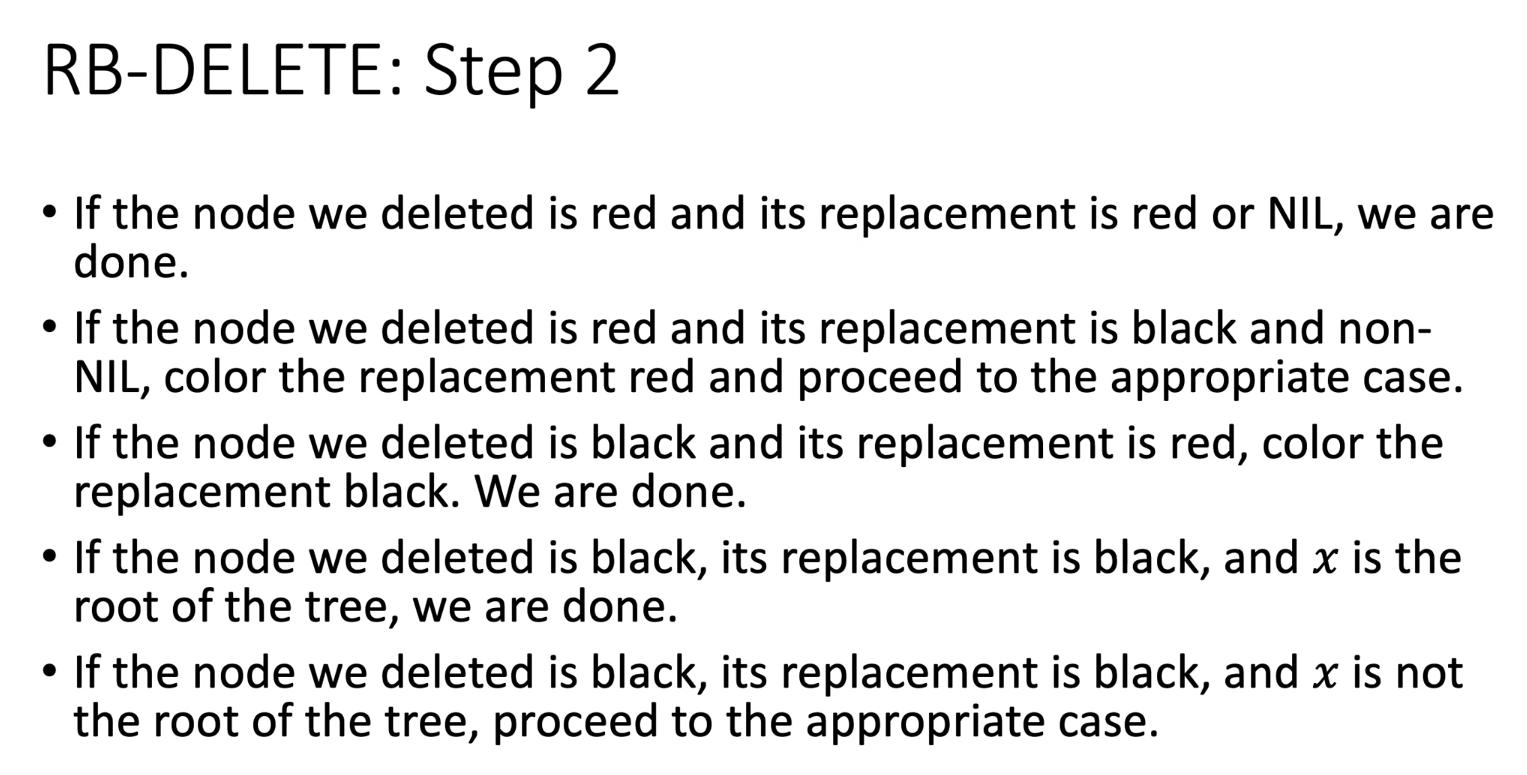 RB-DELETE: Step 2
• If the node we deleted is red and its replacement is red or NIL, we are
done.
• If the node we deleted is red and its replacement is black and non-
NIL, color the replacement red and proceed to the appropriate case.
• If the node we deleted is black and its replacement is red, color the
replacement black. We are done.
• If the node we deleted is black, its replacement is black, and x is the
root of the tree, we are done.
• If the node we deleted is black, its replacement is black, and x is not
the root of the tree, proceed to the appropriate case.